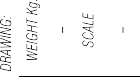 DRAWING:
WEIGHT Kg.
-
SCALE
-